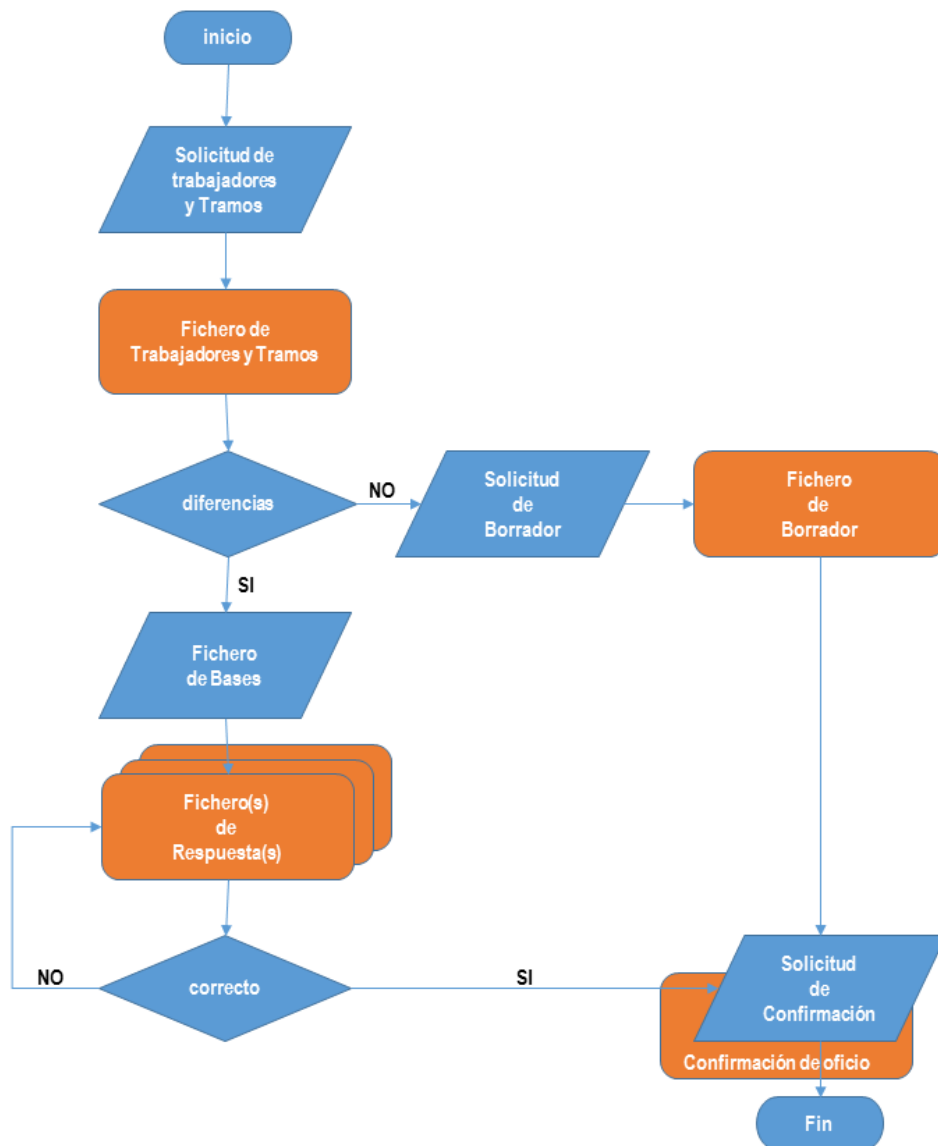 inicio
Solicitud de
trabajadores
y Tramos
Fichero de
Trabajadores y Tramos
diferencias
NO
Solicitud
de
Borrador
Fichero
de
Borrador
SI
Fichero
de Bases
Fichero(s)
de
Respuesta(s)
NO
correcto
SI
Solicitud
de
Confirmación
Confirmación de oficio
Fin